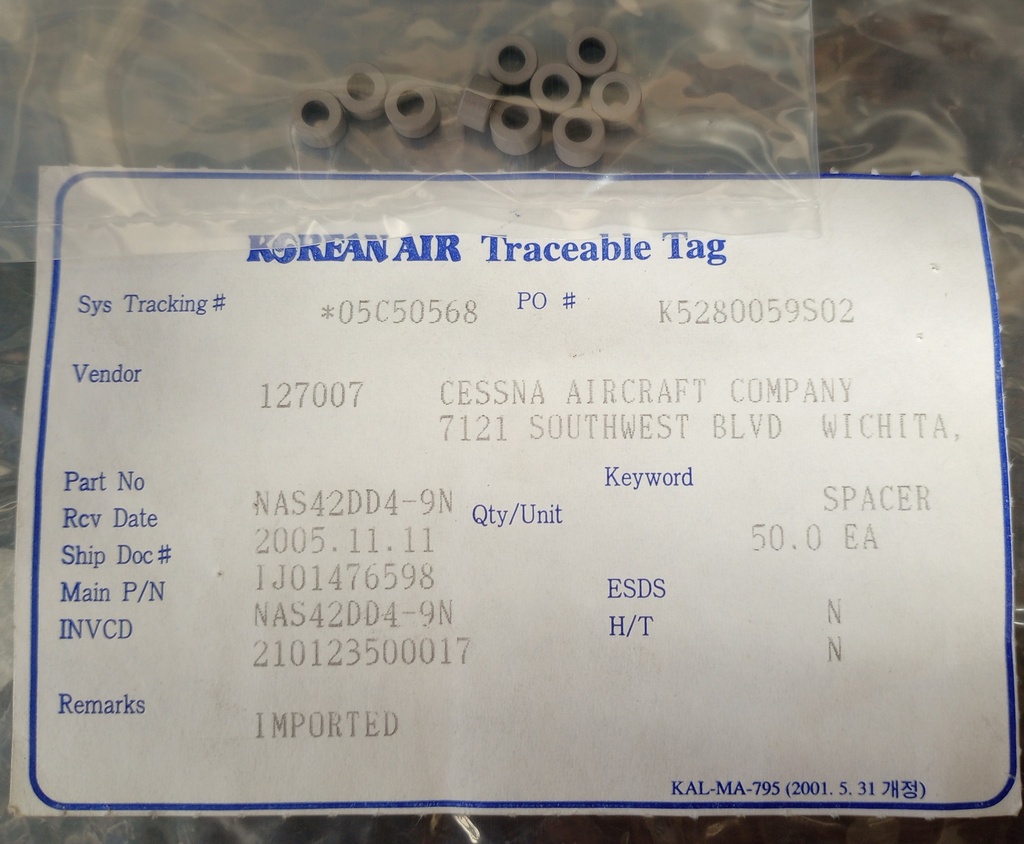 KOREAN AIR Traceable Tag
Sys Tracking # *05C50568 PO # K5280059S02
Vendor 127007 CESSNA AIRCRAFT COMPANY
7121 SOUTHWEST BLVD WICHITA,
Part No NAS42DD4-9N Keyword SPACER
Rcv Date 2005.11.11 Qty/Unit 50.0 EA
Ship Doc# IJ01476598
Main P/N NAS42DD4-9N ESDS N
INVCD 210123500017 H/T N
Remarks IMPORTED
KAL-MA-795 (2001. 5. 31 개정)